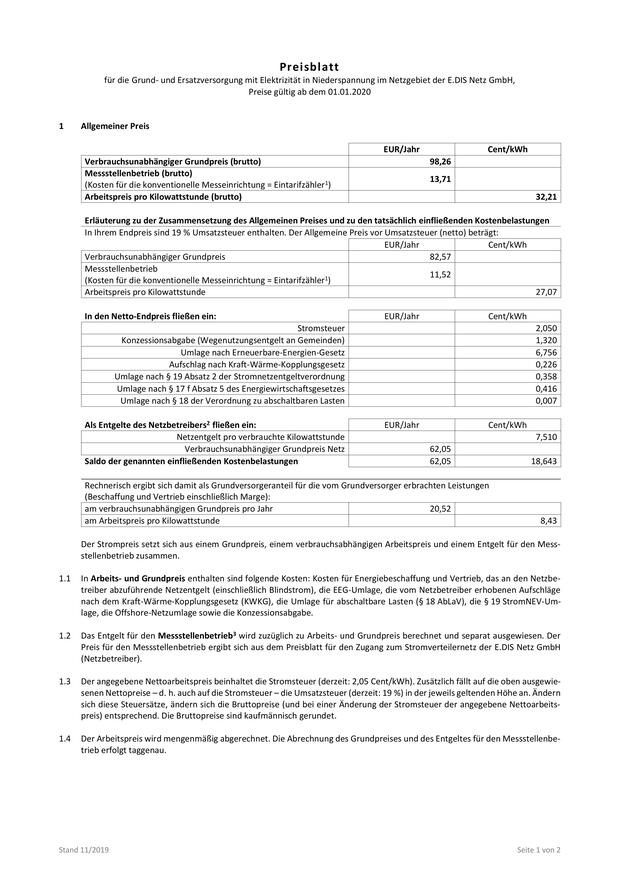 Preisblatt
für die Grund- und Ersatzversorgung mit Elektrizität in Niederspannung im Netzgebiet der E.DIS Netz GmbH,
Preise gültig ab dem 01.01.2020
1 Allgemeiner Preis
EUR/Jahr Cent/kWh
Verbrauchsunabhängiger Grundpreis (brutto) 98,26
Messstellenbetrieb (brutto)
(Kosten für die konventionelle Messeinrichtung = Eintarifzähler¹) 13,71
Arbeitspreis pro Kilowattstunde (brutto) 32,21
Erläuterung zu der Zusammensetzung des Allgemeinen Preises und zu den tatsächlich einfließenden Kostenbelastungen
In Ihrem Endpreis sind 19 % Umsatzsteuer enthalten. Der Allgemeine Preis vor Umsatzsteuer (netto) beträgt:
EUR/Jahr Cent/kWh
Verbrauchsunabhängiger Grundpreis 82,57
Messstellenbetrieb
(Kosten für die konventionelle Messeinrichtung = Eintarifzähler¹) 11,52
Arbeitspreis pro Kilowattstunde 27,07
In den Netto-Endpreis fließen ein: EUR/Jahr Cent/kWh
Stromsteuer 2,050
Konzessionsabgabe (Wegenutzungsentgelt an Gemeinden) 1,320
Umlage nach Erneuerbare-Energien-Gesetz 6,756
Aufschlag nach Kraft-Wärme-Kopplungsgesetz 0,226
Umlage nach § 19 Absatz 2 der Stromnetzentgeltverordnung 0,358
Umlage nach § 17 f Absatz 5 des Energiewirtschaftsgesetzes 0,416
Umlage nach § 18 der Verordnung zu abschaltbaren Lasten 0,007
Als Entgelte des Netzbetreibers² fließen ein: EUR/Jahr Cent/kWh
Netzentgelt pro verbrauchte Kilowattstunde 7,510
Verbrauchsunabhängiger Grundpreis Netz 62,05
Saldo der genannten einfließenden Kostenbelastungen 62,05 18,643
Rechnerisch ergibt sich damit als Grundversorgeranteil für die vom Grundversorger erbrachten Leistungen
(Beschaffung und Vertrieb einschließlich Marge):
am verbrauchsunabhängigen Grundpreis pro Jahr 20,52
am Arbeitspreis pro Kilowattstunde 8,43
Der Strompreis setzt sich aus einem Grundpreis, einem verbrauchsabhängigen Arbeitspreis und einem Entgelt für den Mess-
stellenbetrieb zusammen.
1.1 In Arbeits- und Grundpreis enthalten sind folgende Kosten: Kosten für Energiebeschaffung und Vertrieb, das an den Netzbe-
treiber abzuführende Netzentgelt (einschließlich Blindstrom), die EEG-Umlage, die vom Netzbetreiber erhobenen Aufschläge
nach dem Kraft-Wärme-Kopplungsgesetz (KWKG), die Umlage für abschaltbare Lasten (§ 18 AbLaV), die § 19 StromNEV-Um-
lage, die Offshore-Netzumlage sowie die Konzessionsabgabe.
1.2 Das Entgelt für den Messstellenbetrieb³ wird zuzüglich zu Arbeits- und Grundpreis berechnet und separat ausgewiesen. Der
Preis für den Messstellenbetrieb ergibt sich aus dem Preisblatt für den Zugang zum Stromverteilernetz der E.DIS Netz GmbH
(Netzbetreiber).
1.3 Der angegebene Nettoarbeitspreis beinhaltet die Stromsteuer (derzeit: 2,05 Cent/kWh). Zusätzlich fällt auf die oben ausgewie-
senen Nettopreise – d. h. auch auf die Stromsteuer – die Umsatzsteuer (derzeit: 19 %) in der jeweils geltenden Höhe an. Ändern
sich diese Steuersätze, ändern sich die Bruttopreise (und bei einer Änderung der Stromsteuer der angegebene Nettoarbeits-
preis) entsprechend. Die Bruttopreise sind kaufmännisch gerundet.
1.4 Der Arbeitspreis wird mengenmäßig abgerechnet. Die Abrechnung des Grundpreises und des Entgeltes für den Messstellenbe-
trieb erfolgt taggenau.
Stand 11/2019 Seite 1 von 2